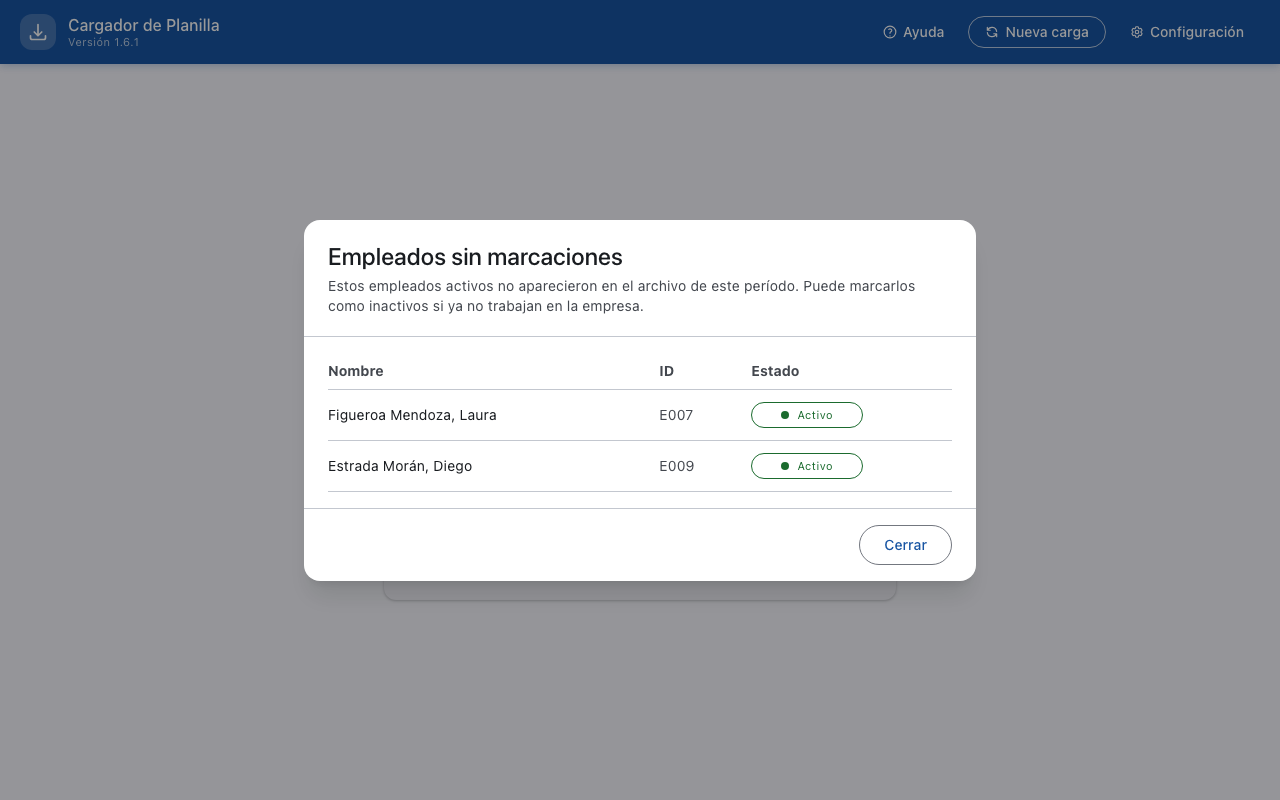 Cargador de Planilla
Versión 1.6.1
Ayuda
Nueva carga
Configuración
Empleados sin marcaciones
Estos empleados activos no aparecieron en el archivo de este período. Puede marcarlos
como inactivos si ya no trabajan en la empresa.
Nombre ID Estado
Figueroa Mendoza, Laura E007 Activo
Estrada Morán, Diego E009 Activo
Cerrar